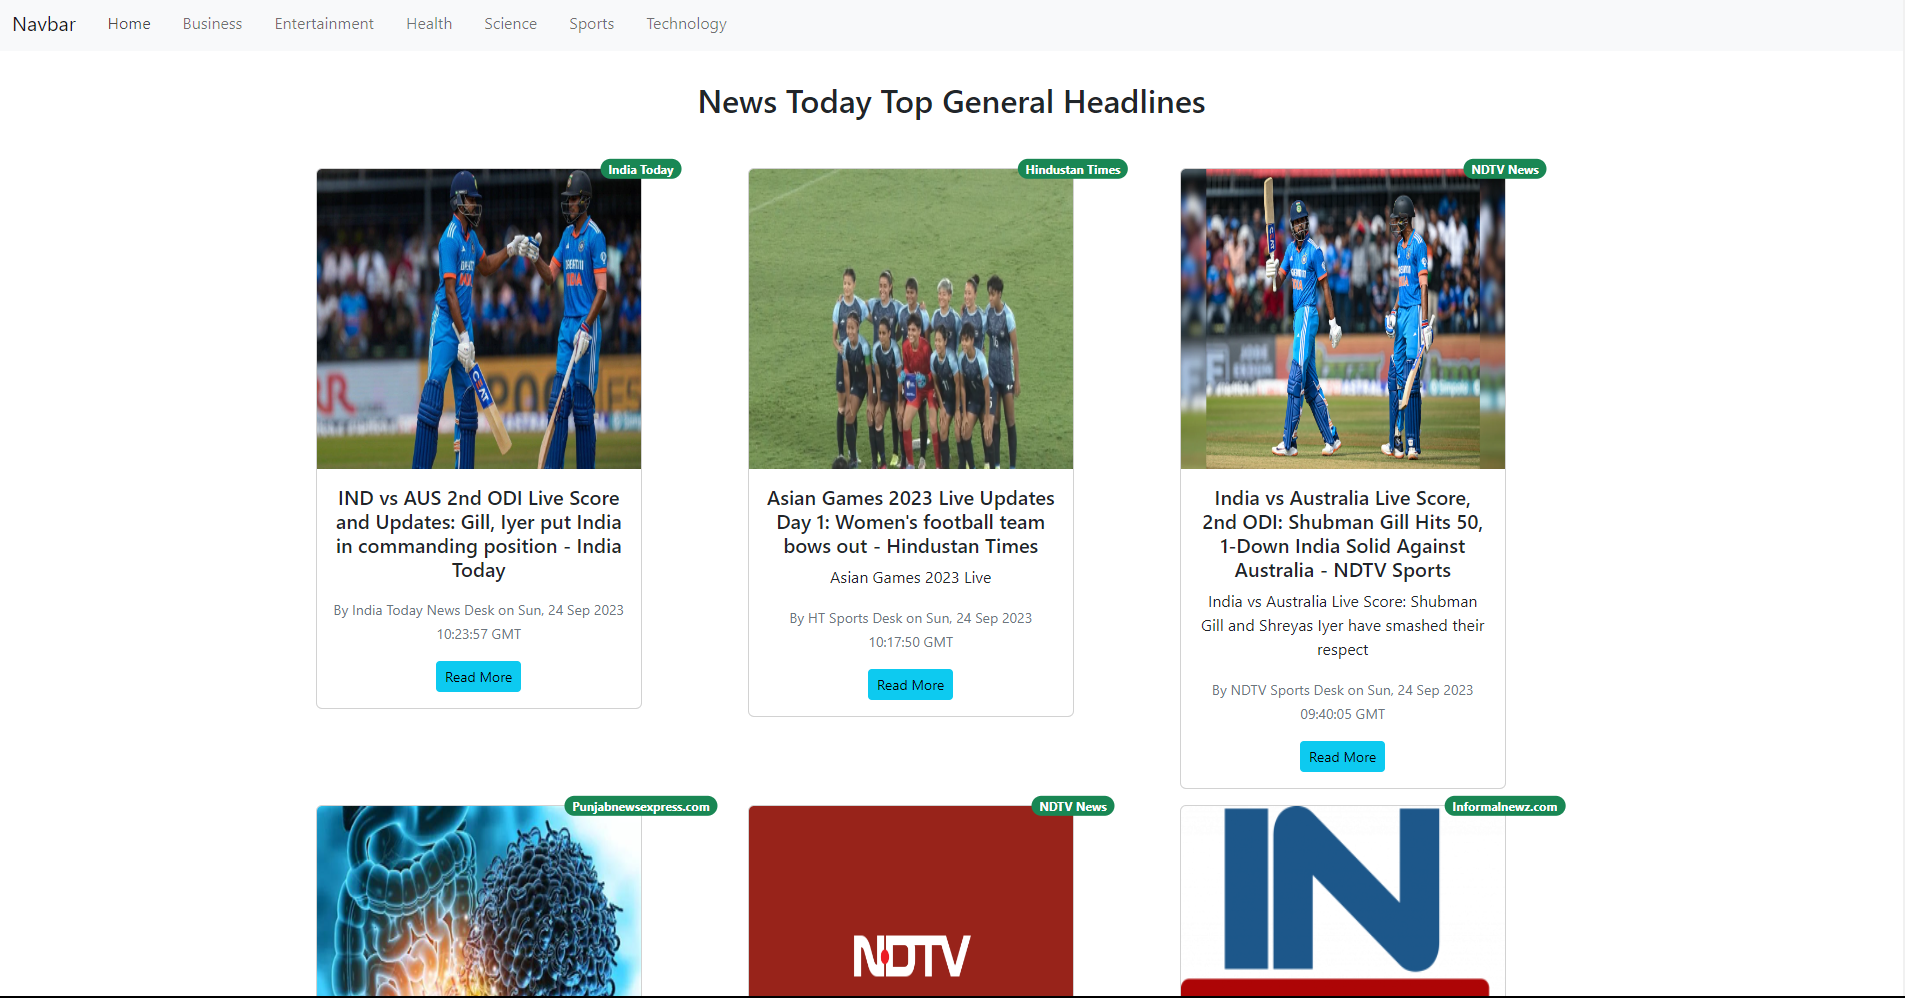 Navbar Home Business Entertainment Health Science Sports Technology
News Today Top General Headlines
India Today
IND vs AUS 2nd ODI Live Score
and Updates: Gill, Iyer put India
in commanding position - India
Today
By India Today News Desk on Sun, 24 Sep 2023
10:23:57 GMT
Read More
Hindustan Times
Asian Games 2023 Live Updates
Day 1: Women's football team
bows out - Hindustan Times
Asian Games 2023 Live
By HT Sports Desk on Sun, 24 Sep 2023
10:17:50 GMT
Read More
NDTV News
India vs Australia Live Score,
2nd ODI: Shubman Gill Hits 50,
1-Down India Solid Against
Australia - NDTV Sports
India vs Australia Live Score: Shubman
Gill and Shreyas Iyer have smashed their
respect
By NDTV Sports Desk on Sun, 24 Sep 2023
09:40:05 GMT
Read More
Punjabnewsexpress.com
NDTV News
NDTV
Informalnewz.com
IN